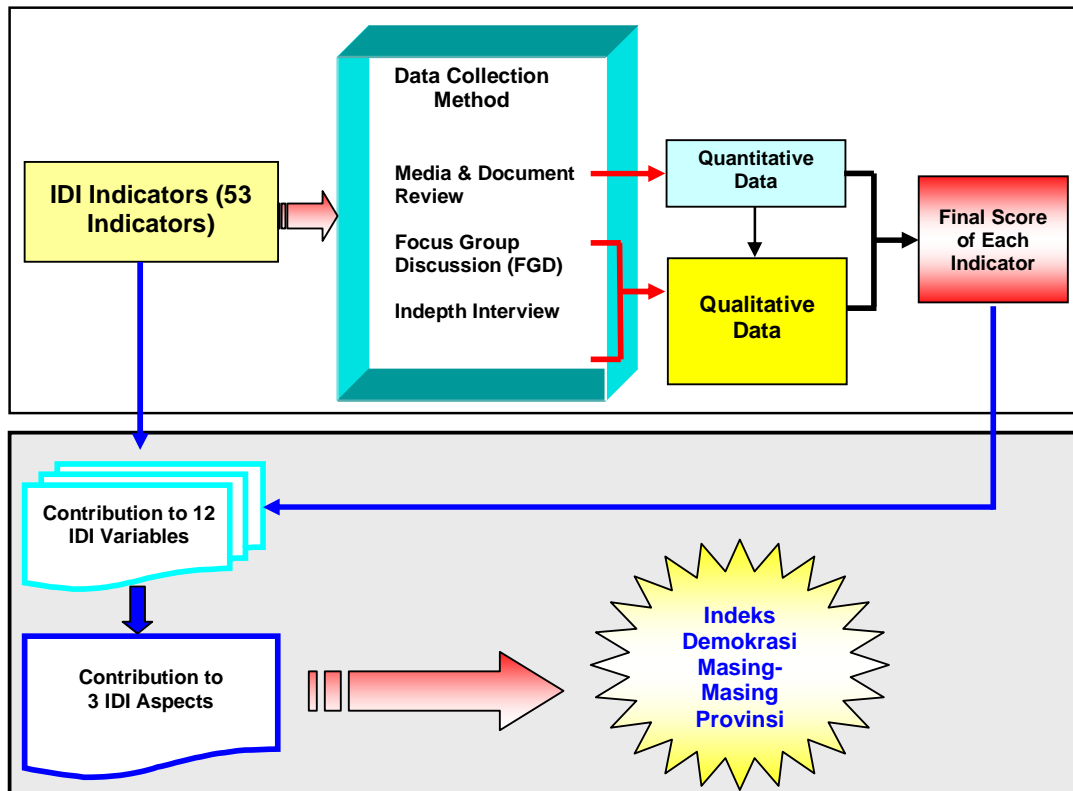 Data Collection
Method
IDI Indicators (53
Indicators)
Media & Document
Review
Focus Group
Discussion (FGD)
Indepth Interview
Quantitative
Data
Qualitative
Data
Final Score
of Each
Indicator
Contribution to 12
IDI Variables
Contribution to
3 IDI Aspects
Indeks
Demokrasi
Masing-
Masing
Provinsi